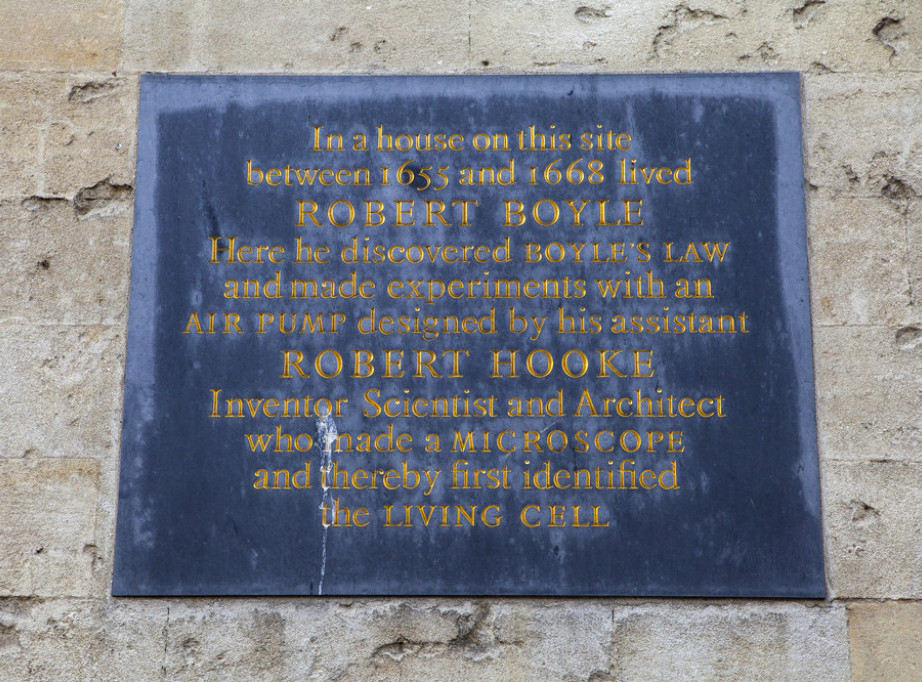 In a house on this site
between 1655 and 1668 lived
ROBERT BOYLE
Here he discovered BOYLE'S LAW
and made experiments with an
AIR PUMP designed by his assistant
ROBERT HOOKE
Inventor Scientist and Architect
who made a MICROSCOPE
and thereby first identified
the LIVING CELL